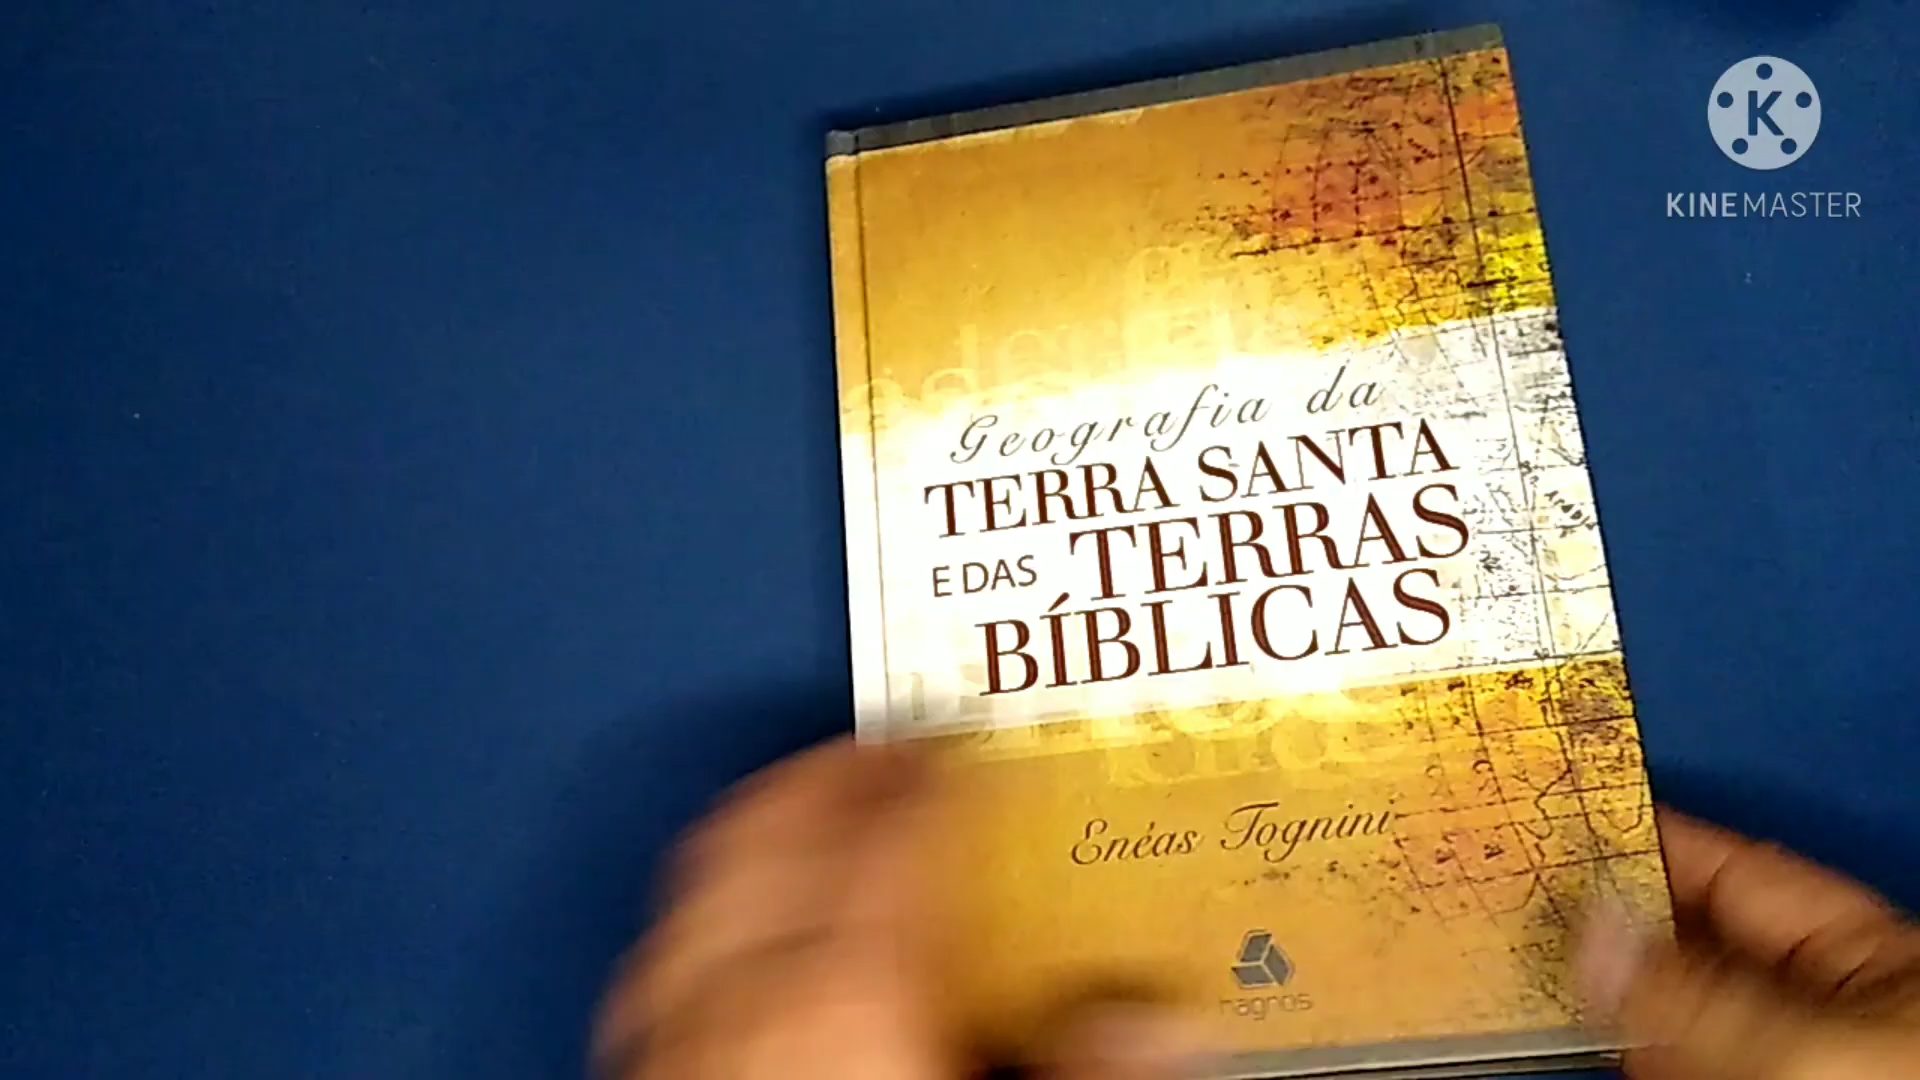 Geografia da
TERRA SANTA
E DAS TERRAS
BÍBLICAS
Enéas Tognini
hagnos
K
KINEMASTER